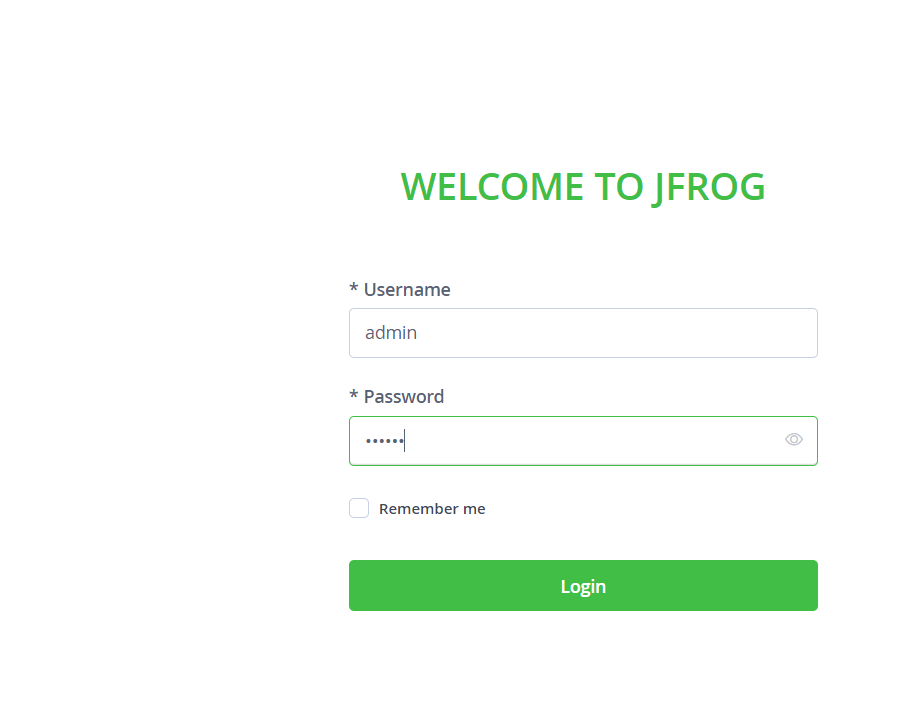 WELCOME TO JFROG
* Username
admin
* Password
••••••
Remember me
Login